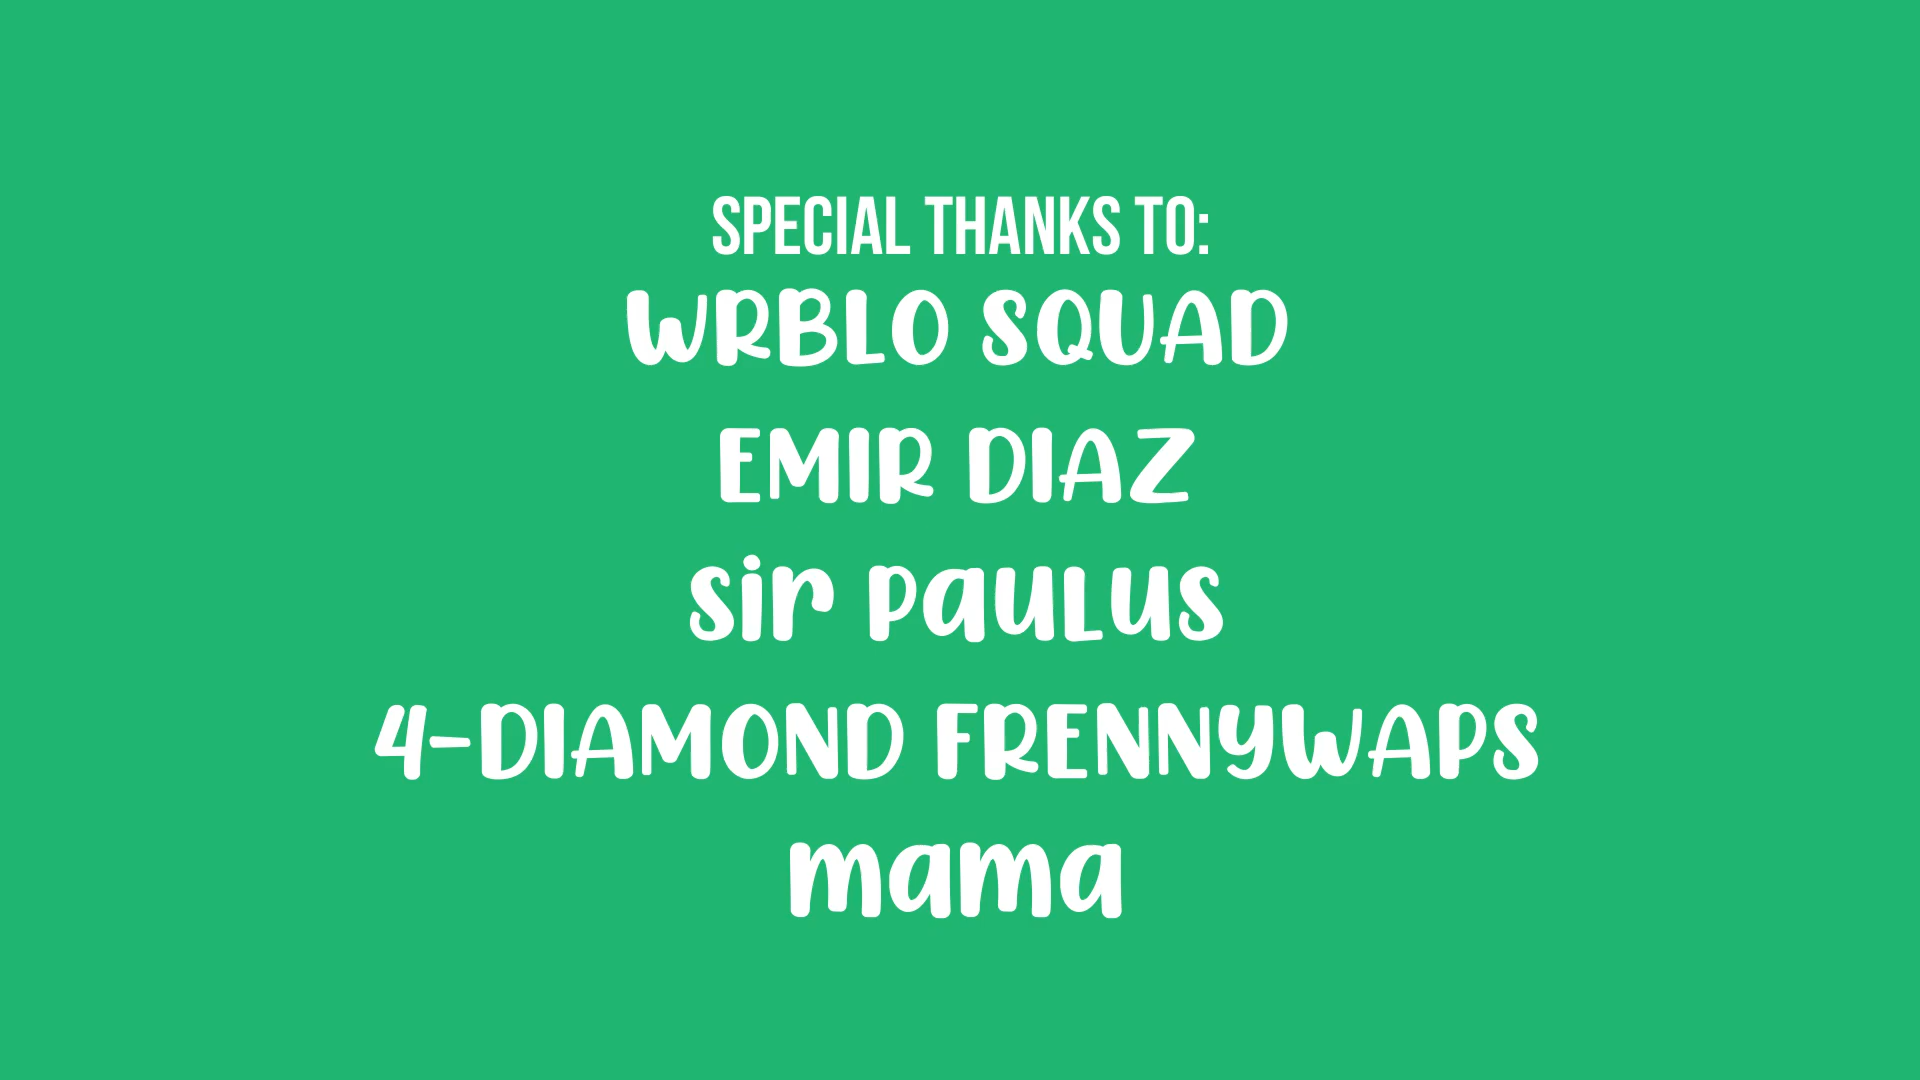 SPECIAL THANKS TO:
WRBLO SQUAD
EMIR DIAZ
sir paulus
4-DIAMOND FRENNYWAPS
mama